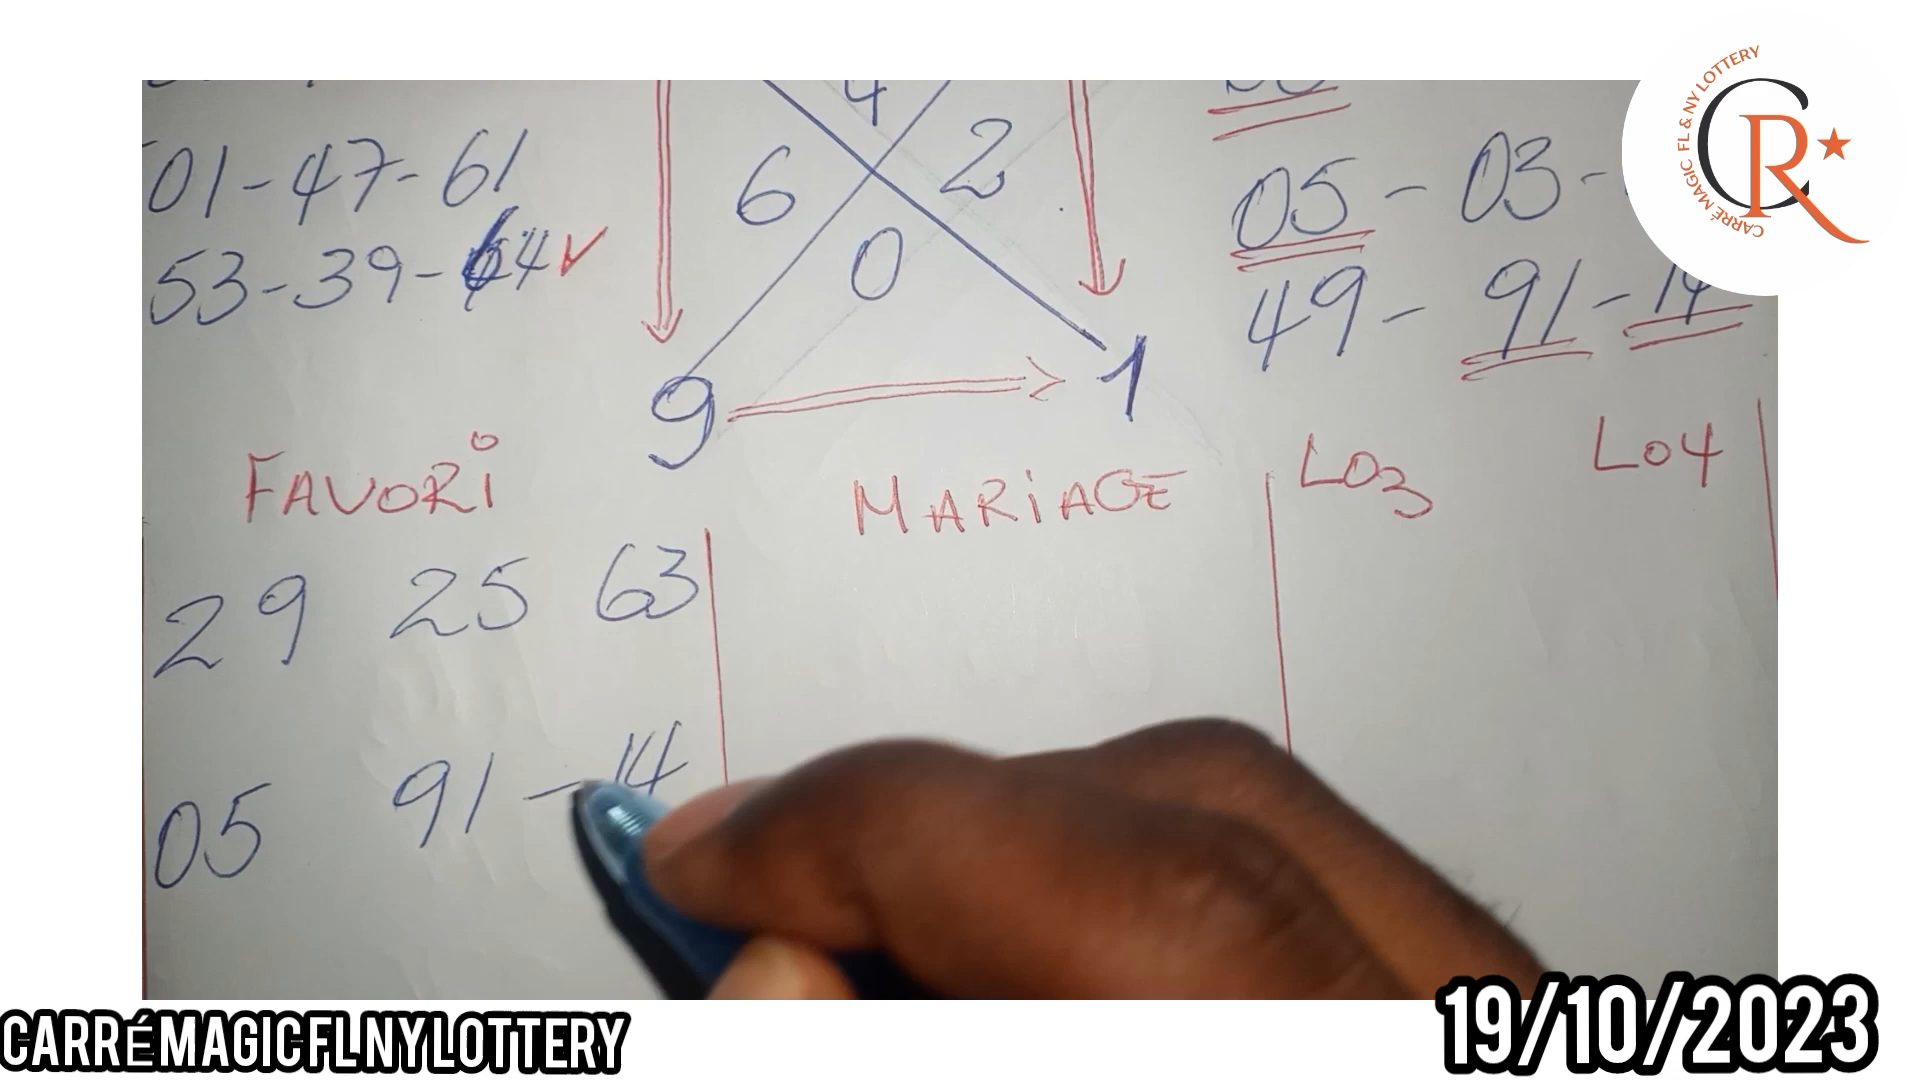 4
01-47-61
6 2
05 - 03 -
53-39-64 ✓
0
49 - 91 - 14
9 1
FAVORI MARIAGE LO3 LO4
29 25 63
05 91 - 14
CARRÉ MAGIC FL & NY LOTTERY
CR
CARRÉ MAGIC FL NY LOTTERY
19/10/2023